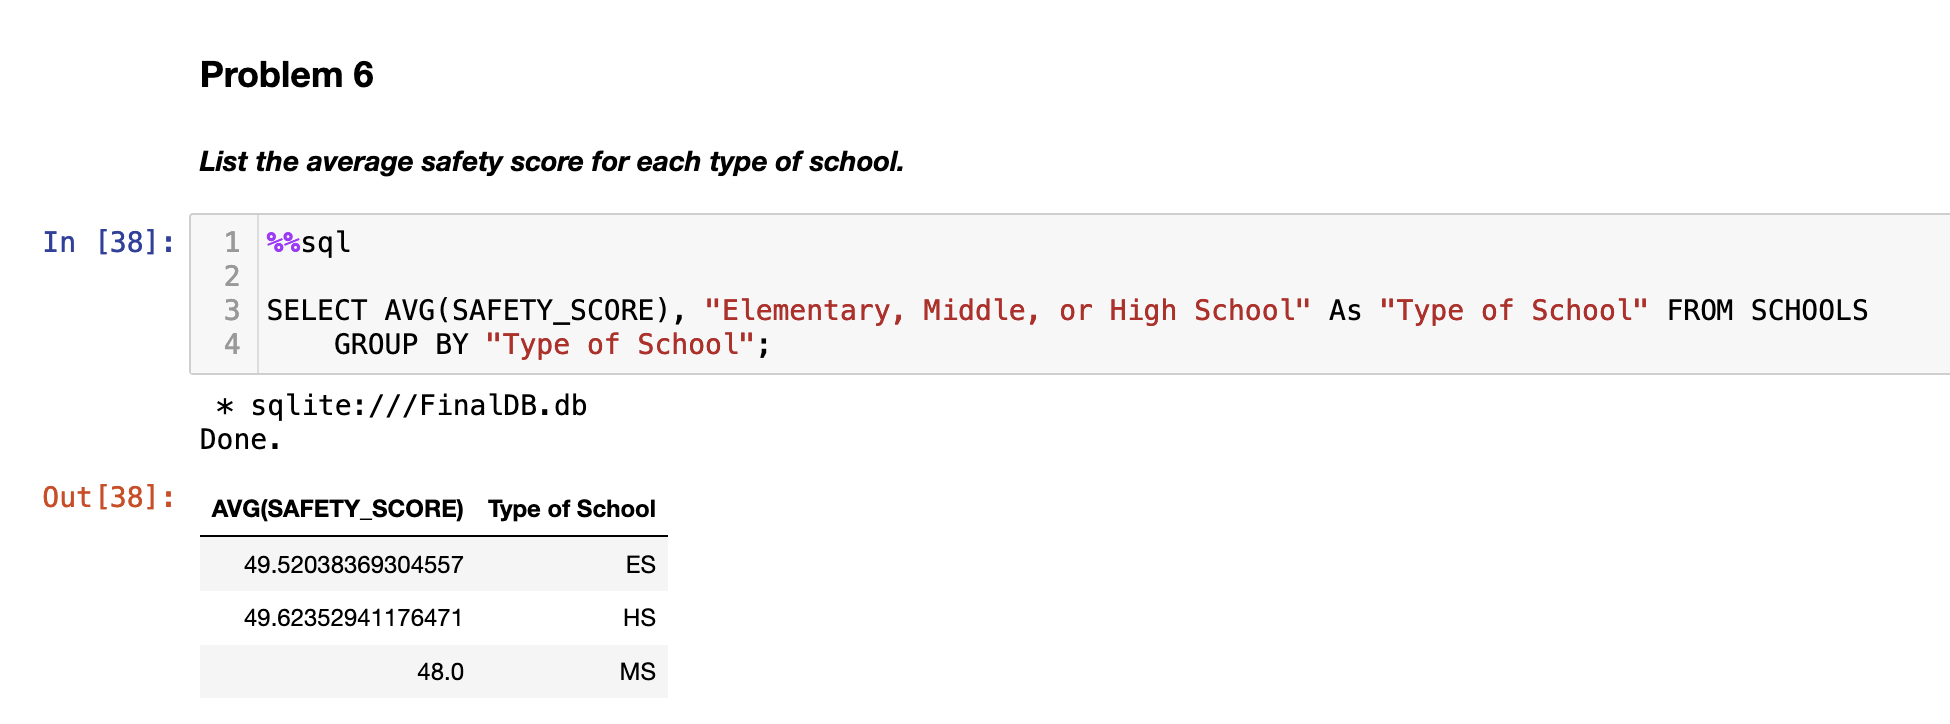 Problem 6
List the average safety score for each type of school.
In [38]:
1 %%sql
2
3 SELECT AVG(SAFETY_SCORE), "Elementary, Middle, or High School" As "Type of School" FROM SCHOOLS
4     GROUP BY "Type of School";
* sqlite:///FinalDB.db
Done.
Out[38]:
AVG(SAFETY_SCORE) Type of School
49.52038369304557 ES
49.62352941176471 HS
48.0 MS